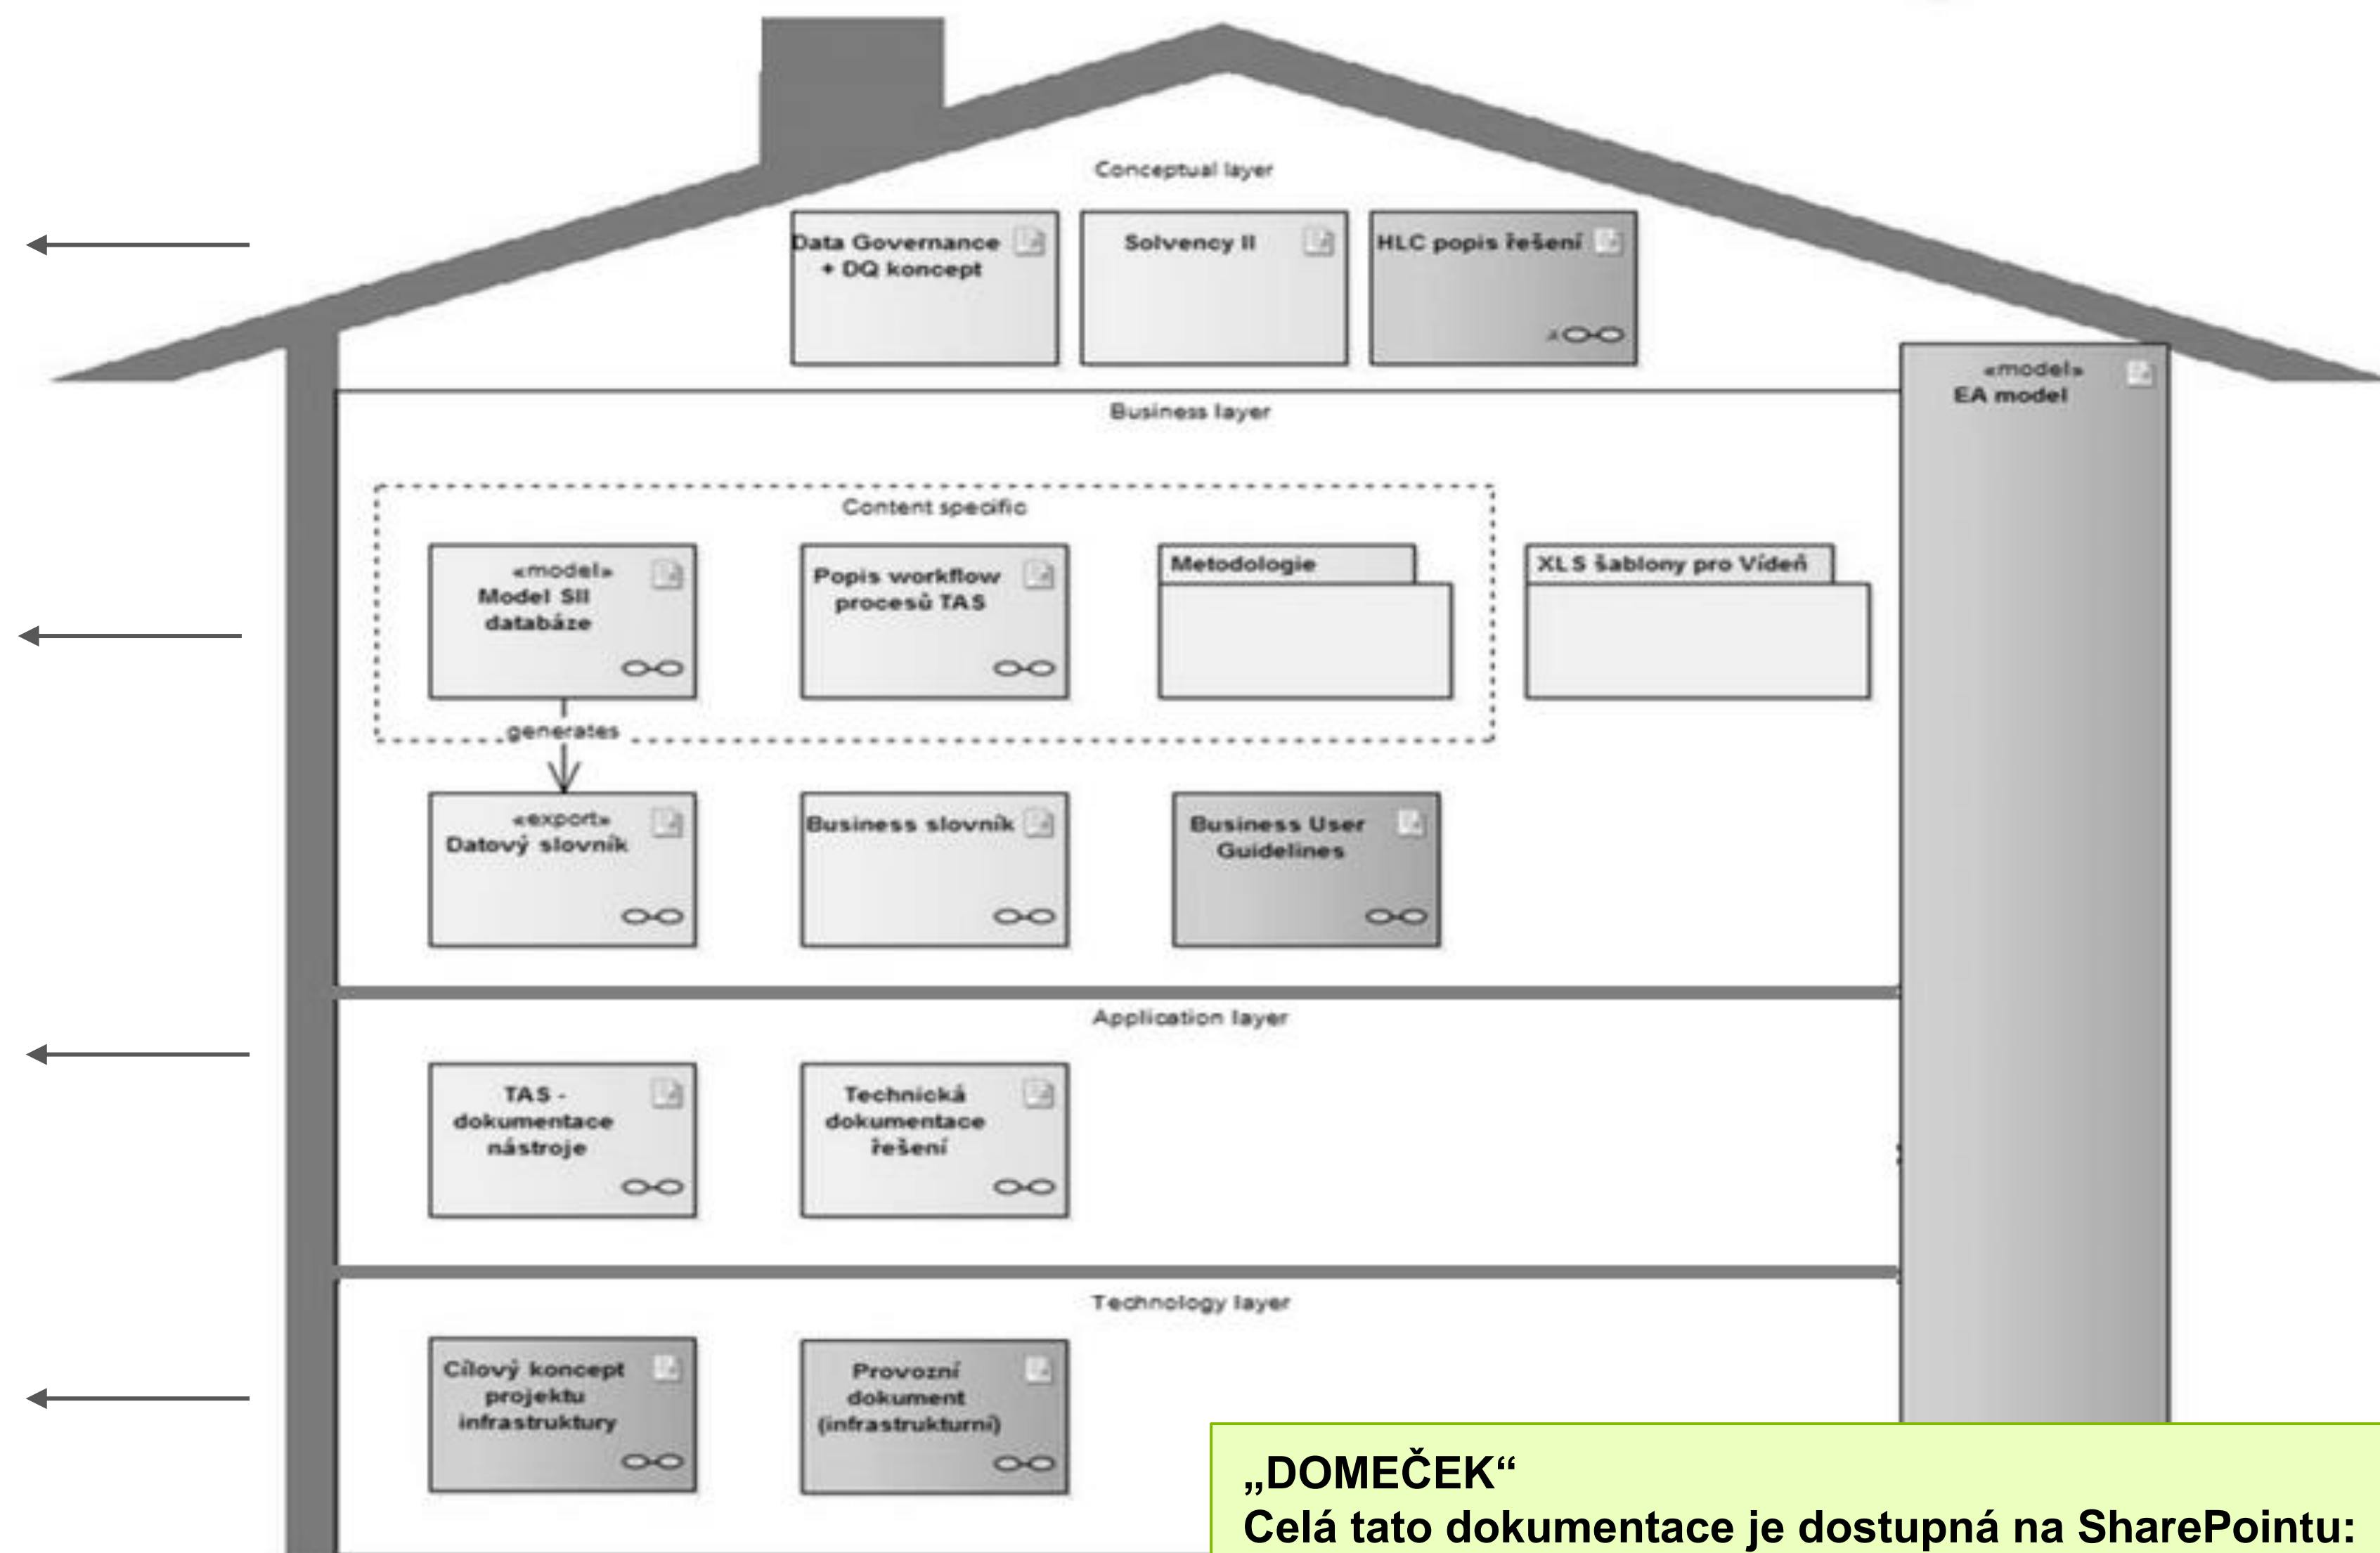 Conceptual layer
Data Governance
+ DQ koncept
Solvency II
HLC popis řešení
«model»
EA model
Business layer
Content specific
«model»
Model SII
databáze
Popis workflow
procesů TAS
Metodologie
XLS šablony pro Vídeň
generates
«export»
Datový slovník
Business slovník
Business User
Guidelines
Application layer
TAS -
dokumentace
nástroje
Technická
dokumentace
řešení
Technology layer
Cílový koncept
projektu
infrastruktury
Provozní
dokument
(infrastrukturní)
„DOMEČEK“
Celá tato dokumentace je dostupná na SharePointu: